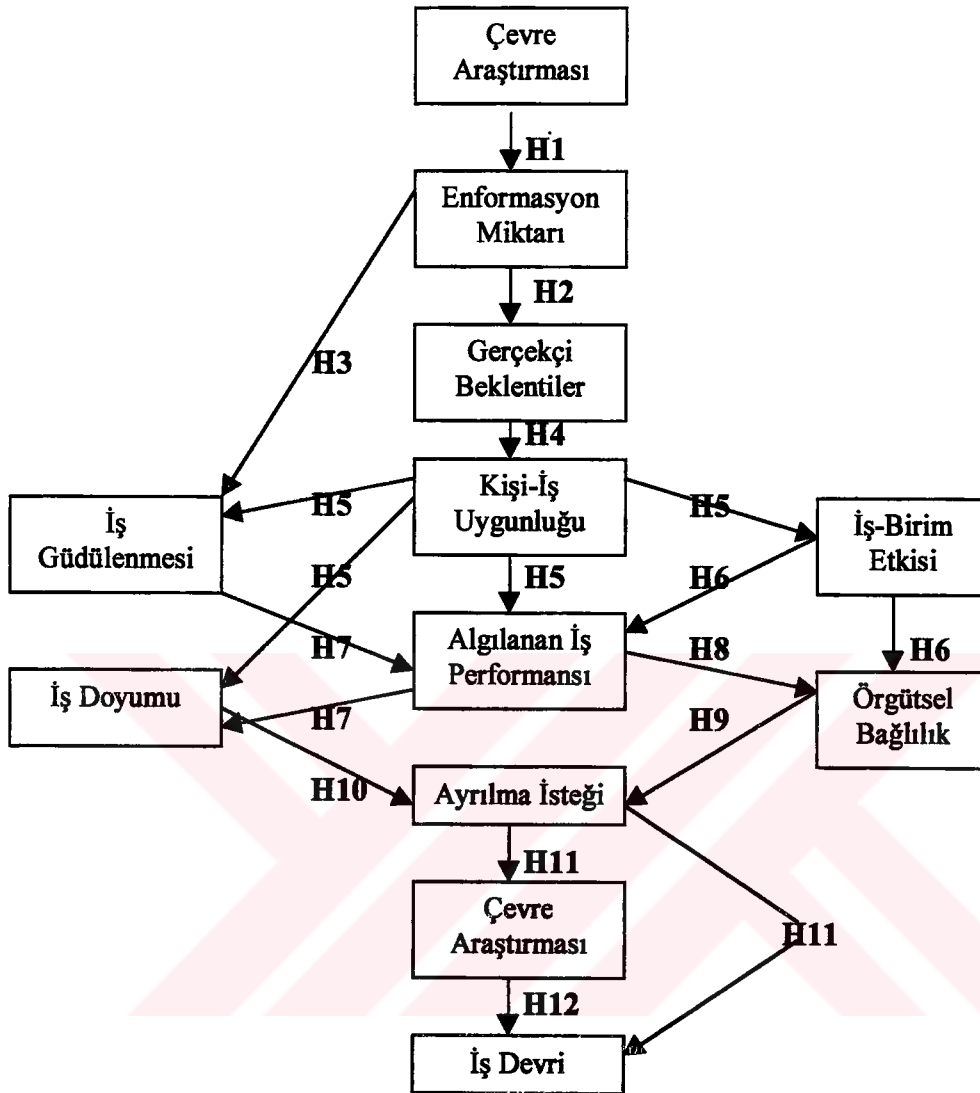 Çevre
Araştırması
H1
Enformasyon
Miktarı
H2
H3
Gerçekçi
Beklentiler
H4
Kişi-İş
Uygunluğu
H5
H5
İş
Güdülenmesi
İş-Birim
Etkisi
H5
H5
H6
Algılanan İş
Performansı
H7
H8
H6
İş Doyumu
H7
Örgütsel
Bağlılık
H9
H10
Ayrılma İsteği
H11
Çevre
Araştırması
H11
H12
İş Devri